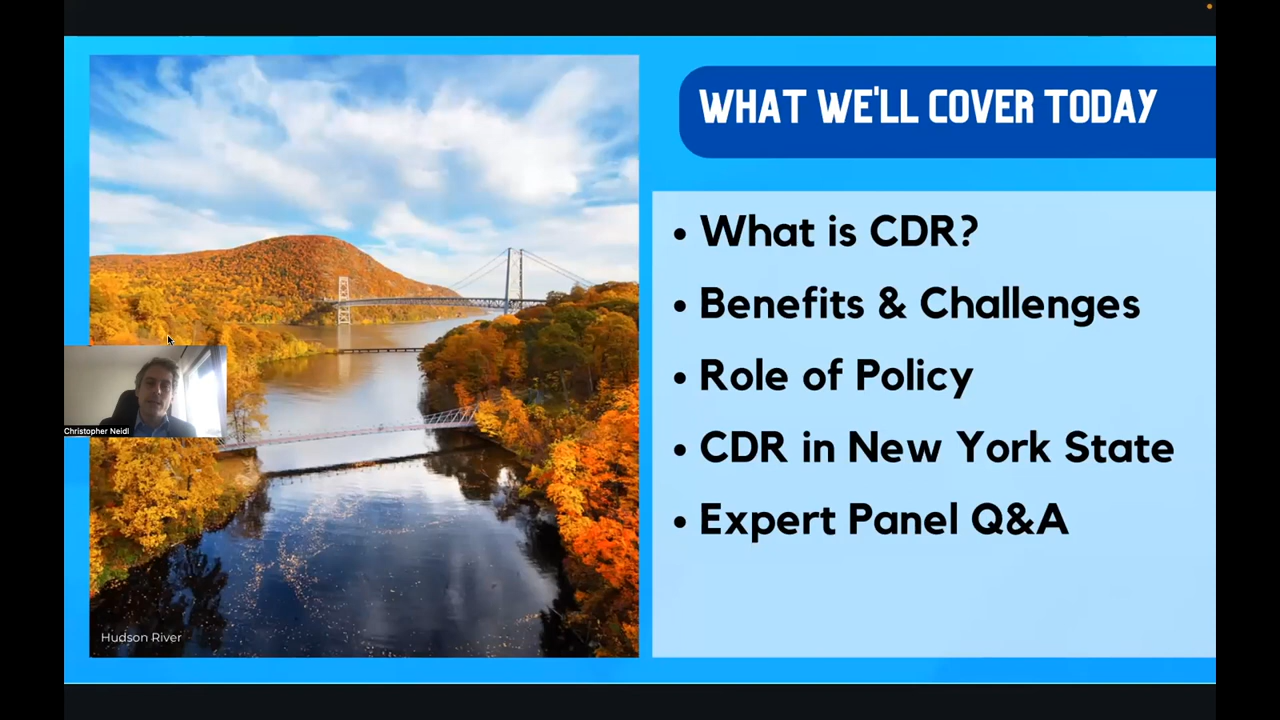 WHAT WE'LL COVER TODAY
• What is CDR?
• Benefits & Challenges
• Role of Policy
• CDR in New York State
• Expert Panel Q&A
Christopher Neidl
Hudson River